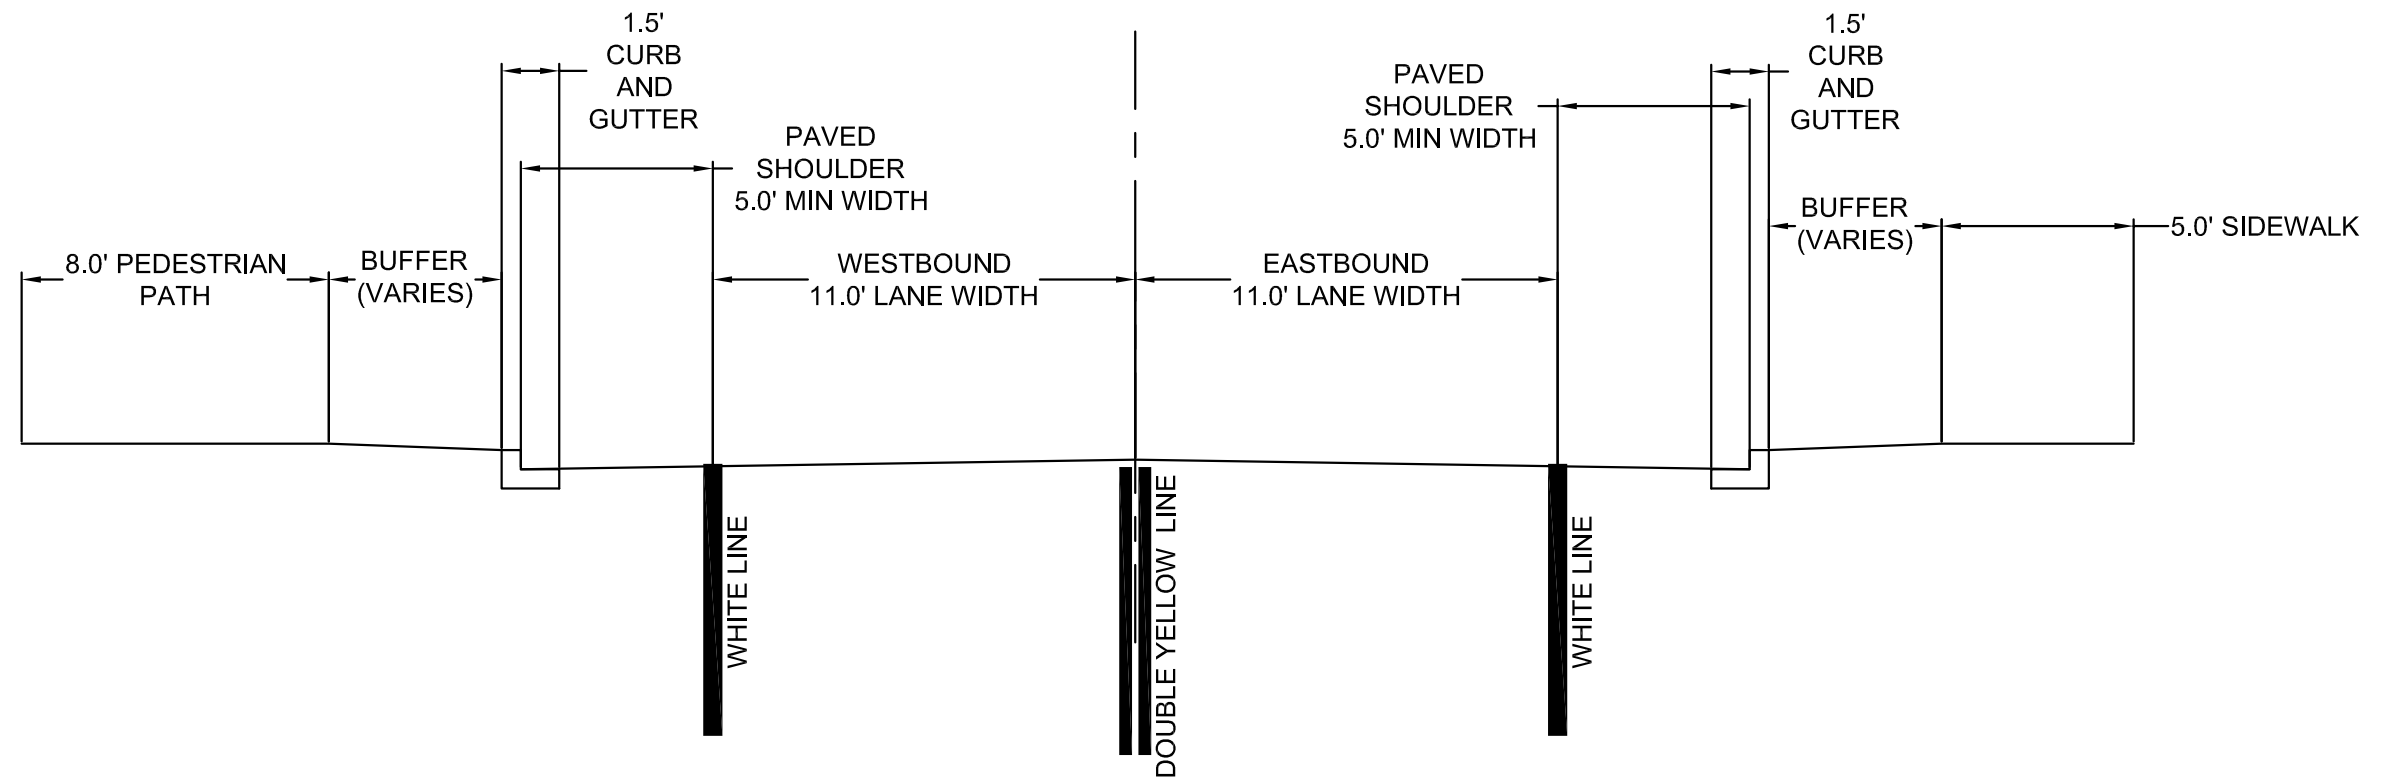 1.5'
CURB
AND
GUTTER
PAVED
SHOULDER
5.0' MIN WIDTH
8.0' PEDESTRIAN
PATH
BUFFER
(VARIES)
WESTBOUND
11.0' LANE WIDTH
EASTBOUND
11.0' LANE WIDTH
PAVED
SHOULDER
5.0' MIN WIDTH
1.5'
CURB
AND
GUTTER
BUFFER
(VARIES)
5.0' SIDEWALK
WHITE LINE
DOUBLE YELLOW LINE
WHITE LINE